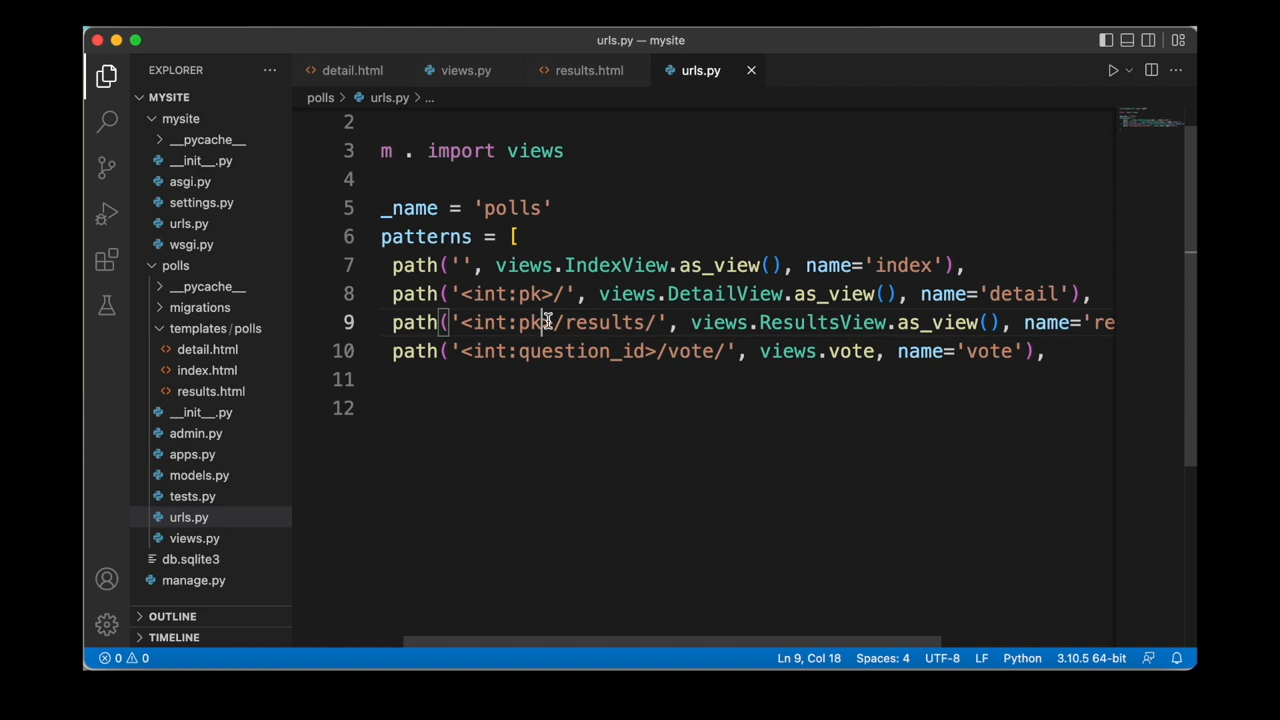 urls.py — mysite
EXPLORER
detail.html
views.py
results.html
urls.py
polls > urls.py > ...
MYSITE
mysite
__pycache__
__init__.py
asgi.py
settings.py
urls.py
wsgi.py
polls
__pycache__
migrations
templates/polls
detail.html
index.html
results.html
__init__.py
admin.py
apps.py
models.py
tests.py
urls.py
views.py
db.sqlite3
manage.py
OUTLINE
TIMELINE
2
3 m . import views
4
5 _name = 'polls'
6 patterns = [
7 path('', views.IndexView.as_view(), name='index'),
8 path('<int:pk>/', views.DetailView.as_view(), name='detail'),
9 path('<int:pk>/results/', views.ResultsView.as_view(), name='re
10 path('<int:question_id>/vote/', views.vote, name='vote'),
11
12
0 0
Ln 9, Col 18
Spaces: 4
UTF-8
LF
Python
3.10.5 64-bit